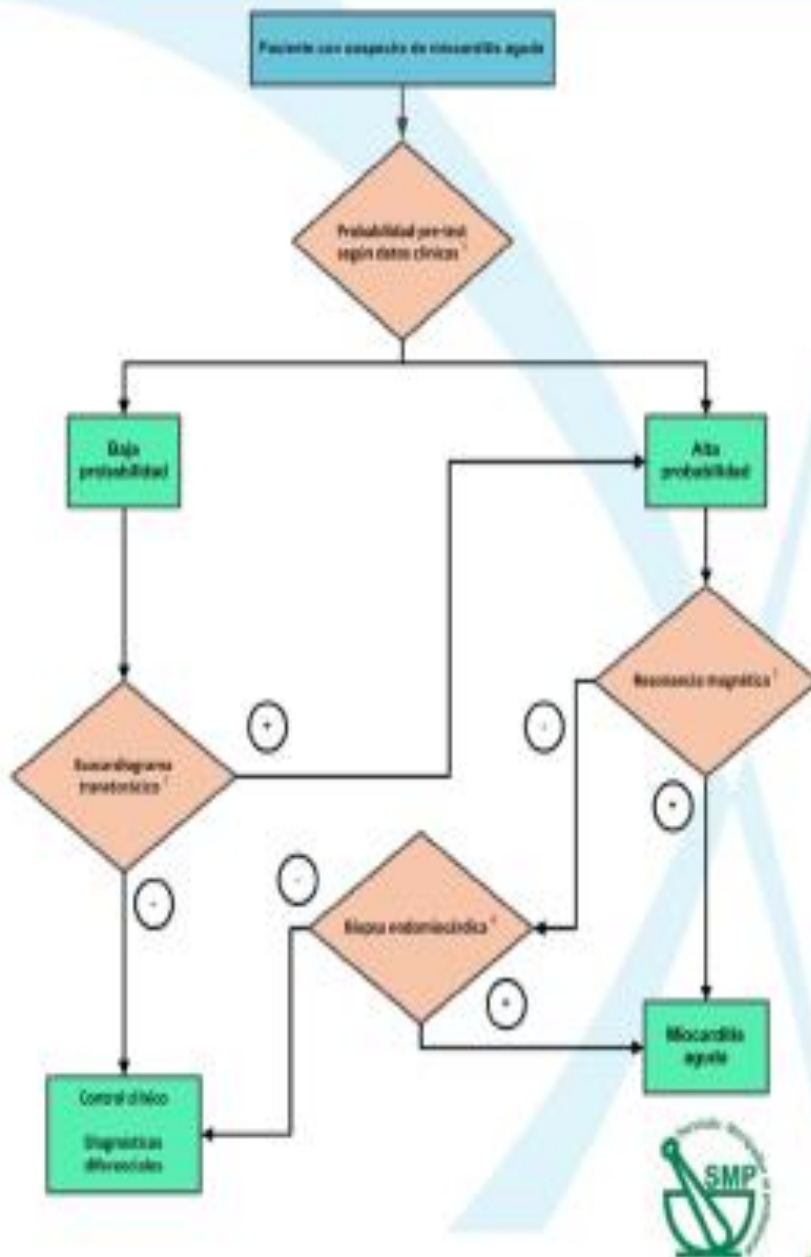 Paciente con sospecha de miocarditis aguda
Probabilidad pre-test
según datos clínicos
Baja
probabilidad
Alta
probabilidad
Resonancia magnética
+
-
+
transtorácico
-
-
Biopsia endomiocárdica
+
Miocarditis
aguda
Control clínico
Diagnósticos
diferenciales
SMP